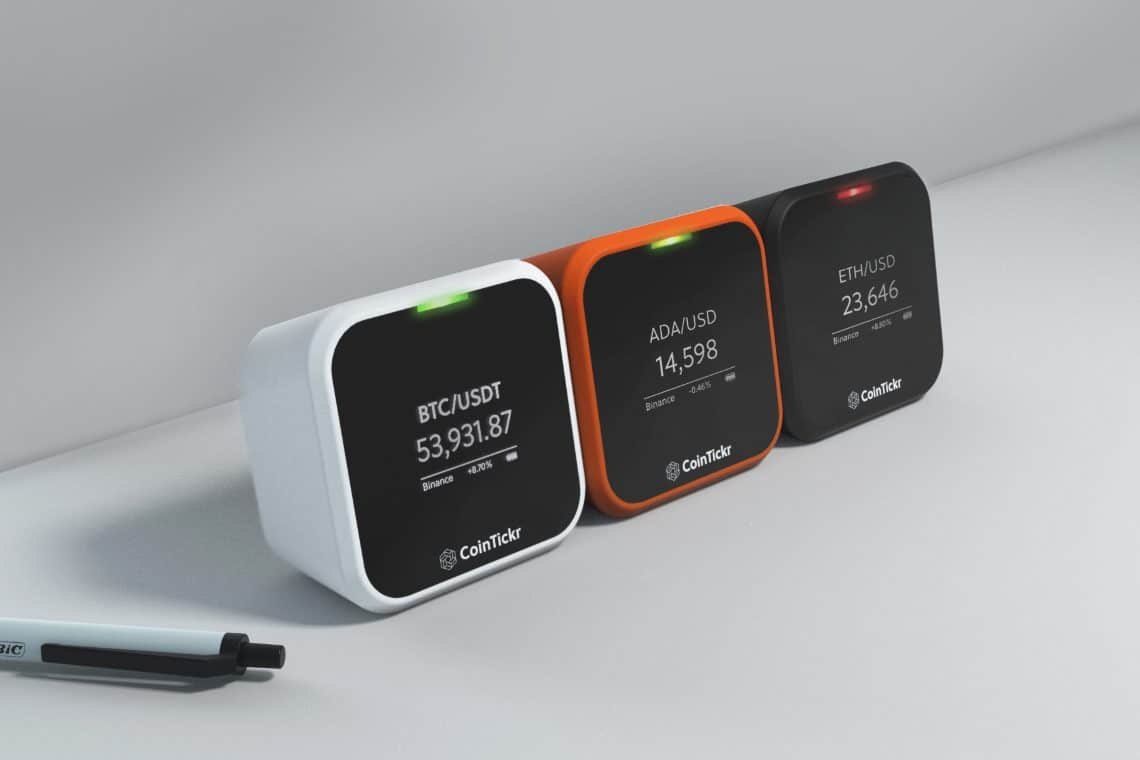 BTC/USDT
53,931.87
Binance +8.70%
CoinTickr
ADA/USD
14,598
Binance -0.46%
CoinTickr
ETH/USD
23,646
Binance +8.80%
CoinTickr
BiC